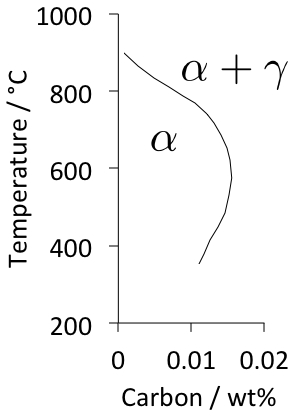 1000
α + γ
800
α
600
400
200
0 0.01 0.02
Temperature / °C
Carbon / wt%